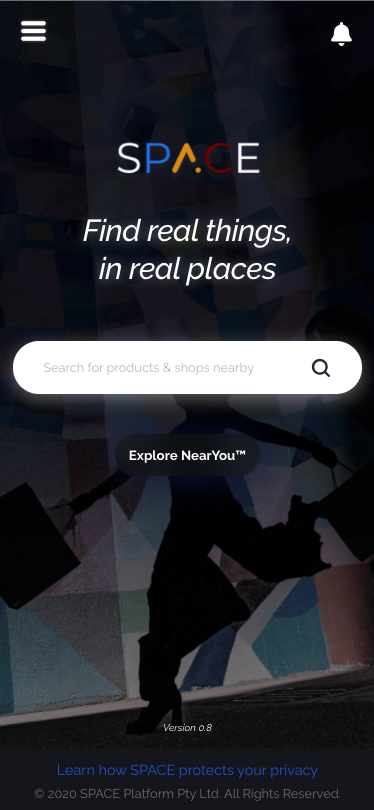 SPACE
Find real things,
in real places
Search for products & shops nearby
Explore NearYou™
Version 0.8
Learn how SPACE protects your privacy
© 2020 SPACE Platform Pty Ltd. All Rights Reserved.